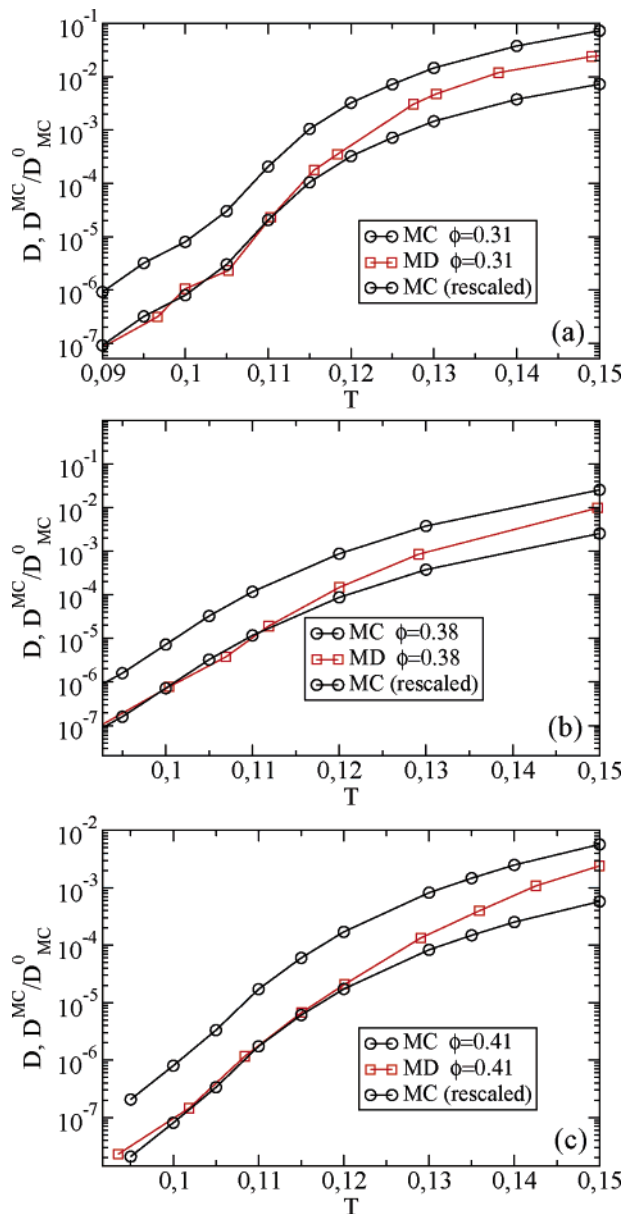 10^-1
10^-2
10^-3
10^-4
10^-5
10^-6
10^-7
D, D^MC/D^0_MC
MC ϕ=0.31
MD ϕ=0.31
MC (rescaled)
(a)
0,09 0,1 0,11 0,12 0,13 0,14 0,15
T
10^-1
10^-2
10^-3
10^-4
10^-5
10^-6
10^-7
D, D^MC/D^0_MC
MC ϕ=0.38
MD ϕ=0.38
MC (rescaled)
(b)
0,1 0,11 0,12 0,13 0,14 0,15
T
10^-2
10^-3
10^-4
10^-5
10^-6
10^-7
D, D^MC/D^0_MC
MC ϕ=0.41
MD ϕ=0.41
MC (rescaled)
(c)
0,1 0,11 0,12 0,13 0,14 0,15
T